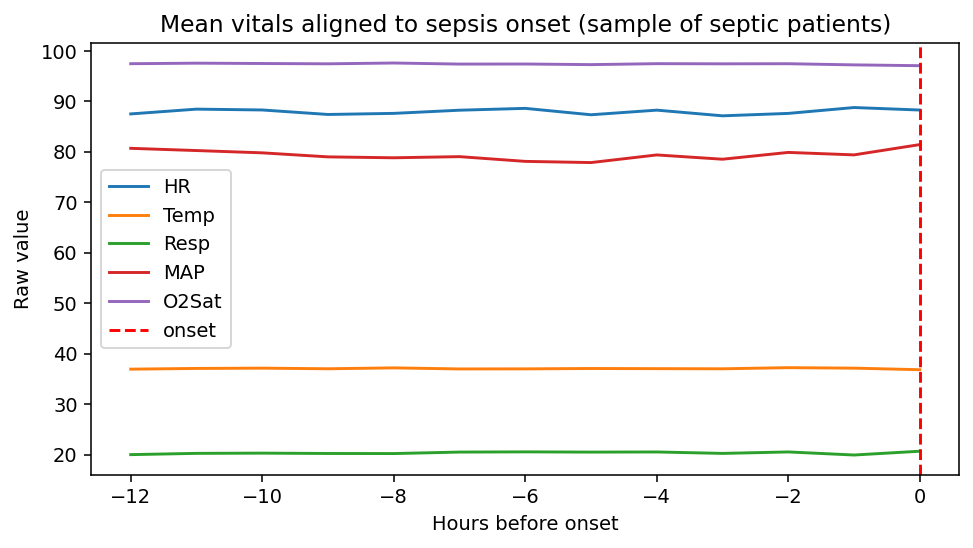 Mean vitals aligned to sepsis onset (sample of septic patients)
100
90
80
70
60
50
40
30
20
Raw value
HR
Temp
Resp
MAP
O2Sat
onset
−12
−10
−8
−6
−4
−2
0
Hours before onset